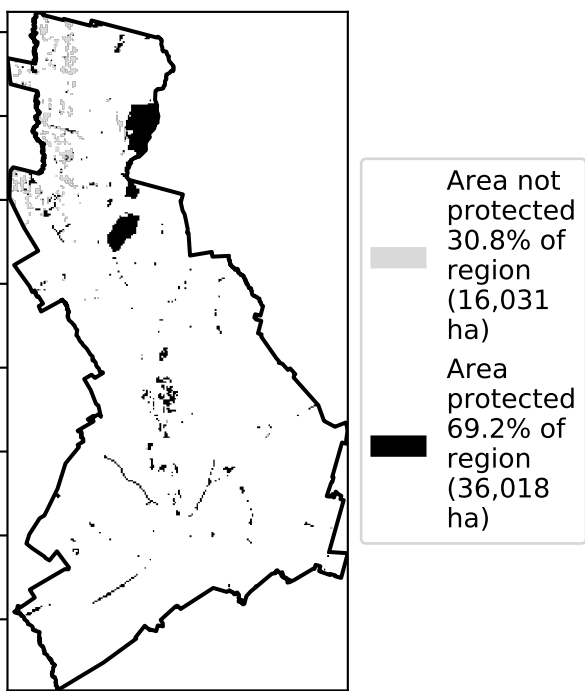 Area not
protected
30.8% of
region
(16,031
ha)
Area
protected
69.2% of
region
(36,018
ha)